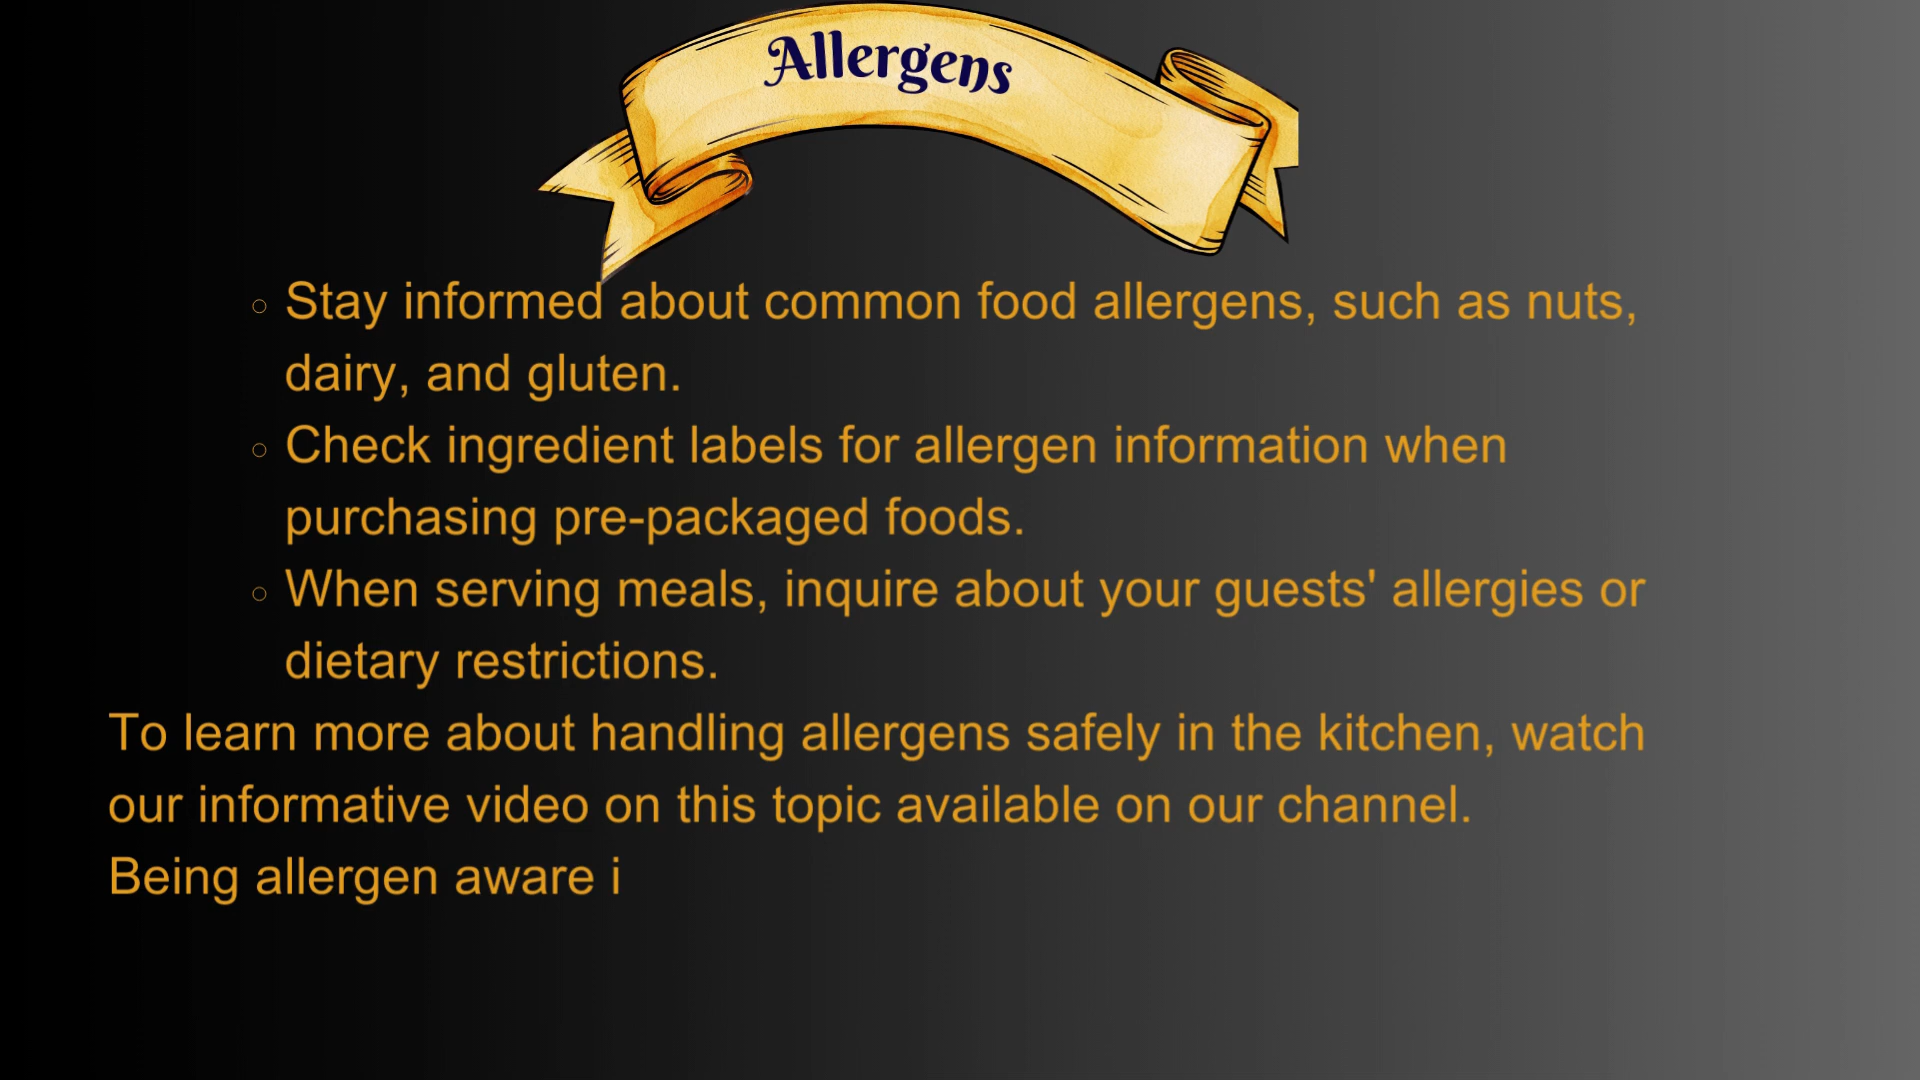 Allergens
Stay informed about common food allergens, such as nuts,
dairy, and gluten.
Check ingredient labels for allergen information when
purchasing pre-packaged foods.
When serving meals, inquire about your guests' allergies or
dietary restrictions.
To learn more about handling allergens safely in the kitchen, watch
our informative video on this topic available on our channel.
Being allergen aware i